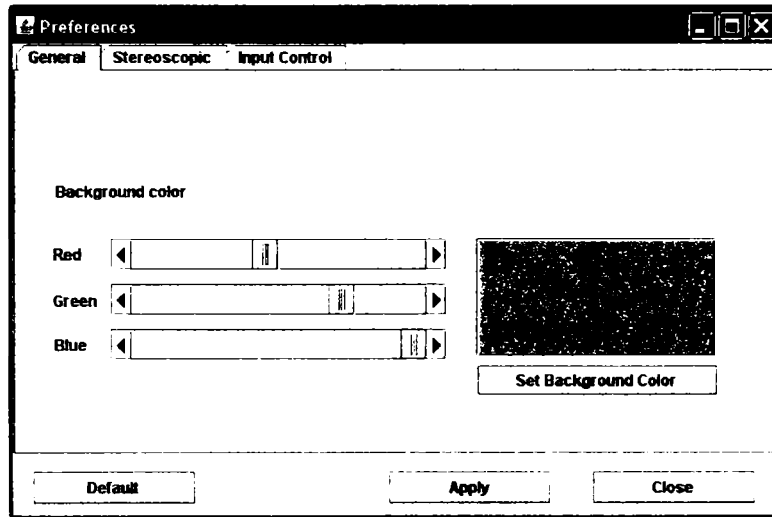 Preferences
General Stereoscopic Input Control
Background color
Red
Green
Blue
Set Background Color
Default Apply Close